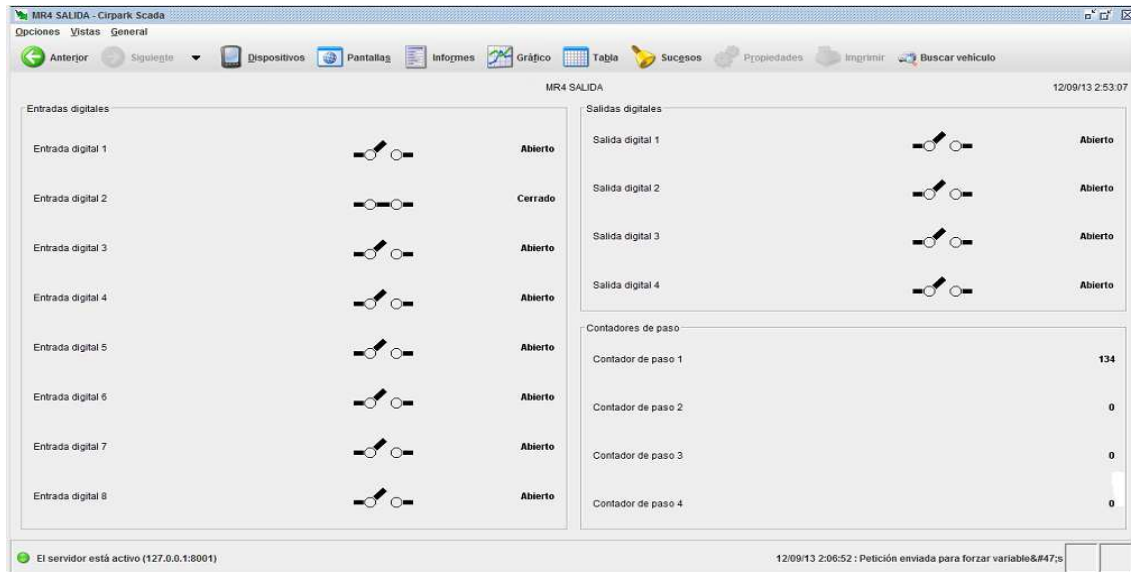 MR4 SALIDA - Cirpark Scada
Opciones Vistas General
Anterior Siguiente Dispositivos Pantallas Informes Gráfico Tabla Sucesos Propiedades Imprimir Buscar vehículo
MR4 SALIDA 12/09/13 2:53:07
Entradas digitales
Entrada digital 1 Abierto
Entrada digital 2 Cerrado
Entrada digital 3 Abierto
Entrada digital 4 Abierto
Entrada digital 5 Abierto
Entrada digital 6 Abierto
Entrada digital 7 Abierto
Entrada digital 8 Abierto
Salidas digitales
Salida digital 1 Abierto
Salida digital 2 Abierto
Salida digital 3 Abierto
Salida digital 4 Abierto
Contadores de paso
Contador de paso 1 134
Contador de paso 2 0
Contador de paso 3 0
Contador de paso 4 0
El servidor está activo (127.0.0.1:8001) 12/09/13 2:06:52 : Petición enviada para forzar variable&#47;s